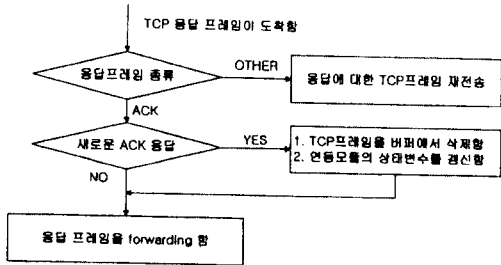 TCP 응답 프레임이 도착함
응답프레임 종류
OTHER
응답에 대한 TCP프레임 재전송
ACK
새로운 ACK 응답
YES
1. TCP프레임을 버퍼에서 삭제함
2. 연동모듈의 상태변수를 갱신함
NO
응답 프레임을 forwarding 함